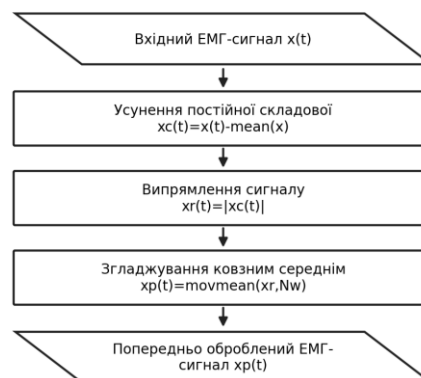 Вхідний ЕМГ-сигнал x(t)
Усунення постійної складової
xc(t)=x(t)-mean(x)
Випрямлення сигналу
xr(t)=|xc(t)|
Згладжування ковзним середнім
xp(t)=movmean(xr,Nw)
Попередньо оброблений ЕМГ-
сигнал xp(t)